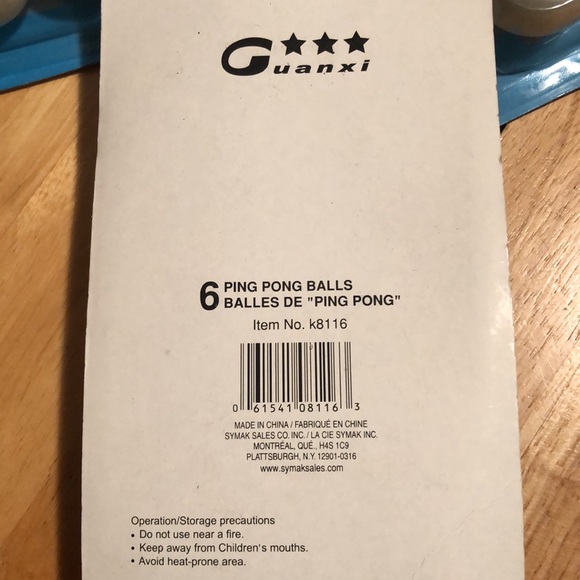 Guanxi
6 PING PONG BALLS
BALLES DE "PING PONG"
Item No. k8116
0 61541 08116 3
MADE IN CHINA / FABRIQUÉ EN CHINE
SYMAK SALES CO. INC. / LA CIE SYMAK INC.
MONTRÉAL, QUÉ., H4S 1C9
PLATTSBURGH, N.Y. 12901-0316
www.symaksales.com
Operation/Storage precautions
• Do not use near a fire.
• Keep away from Children's mouths.
• Avoid heat-prone area.